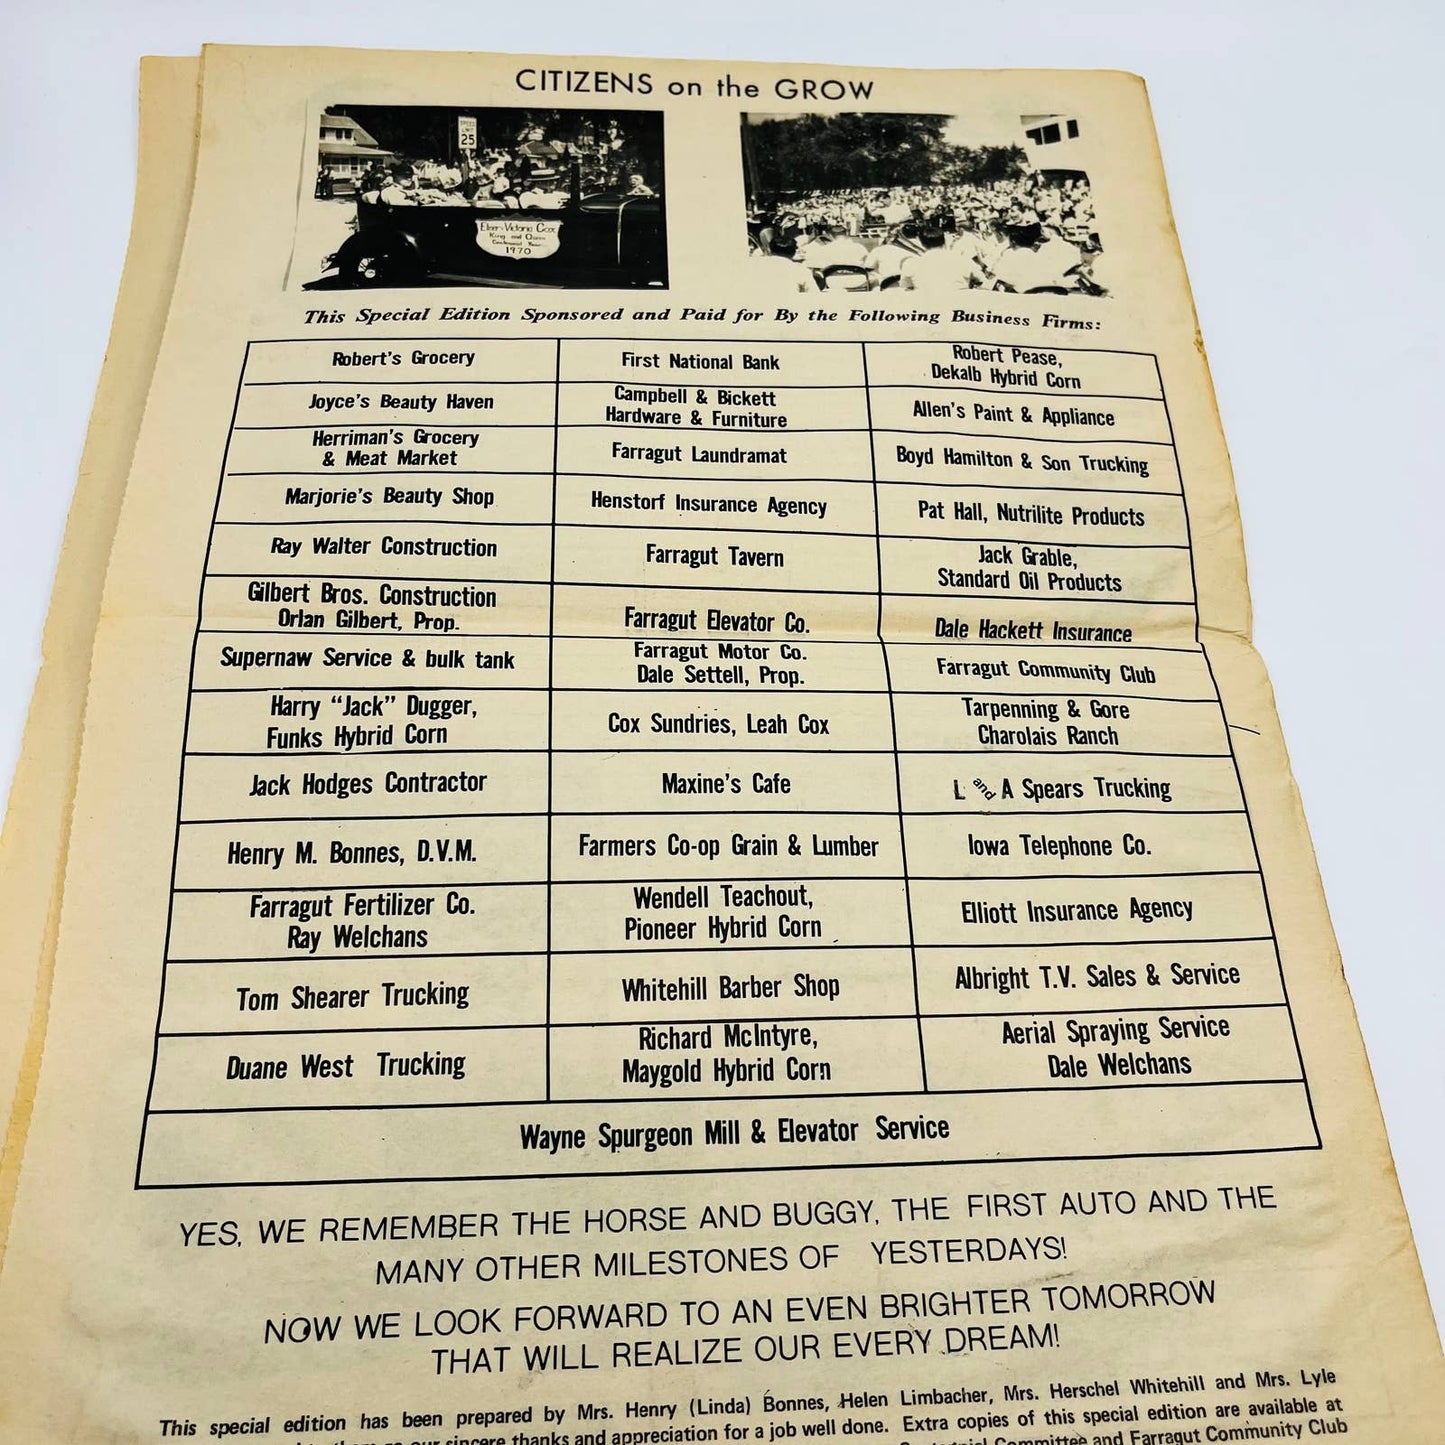 CITIZENS on the GROW
SPEED
LIMIT
25
Elser-Victoria Cox
King and Queen
Centennial Year
1970
This Special Edition Sponsored and Paid for By the Following Business Firms:
Robert's Grocery
First National Bank
Robert Pease,
Dekalb Hybrid Corn
Joyce's Beauty Haven
Campbell & Bickett
Hardware & Furniture
Allen's Paint & Appliance
Herriman's Grocery
& Meat Market
Farragut Laundramat
Boyd Hamilton & Son Trucking
Marjorie's Beauty Shop
Henstorf Insurance Agency
Pat Hall, Nutrilite Products
Ray Walter Construction
Farragut Tavern
Jack Grable,
Standard Oil Products
Gilbert Bros. Construction
Orlan Gilbert, Prop.
Farragut Elevator Co.
Dale Hackett Insurance
Supernaw Service & bulk tank
Farragut Motor Co.
Dale Settell, Prop.
Farragut Community Club
Harry "Jack" Dugger,
Funks Hybrid Corn
Cox Sundries, Leah Cox
Tarpenning & Gore
Charolais Ranch
Jack Hodges Contractor
Maxine's Cafe
L and A Spears Trucking
Henry M. Bonnes, D.V.M.
Farmers Co-op Grain & Lumber
Iowa Telephone Co.
Farragut Fertilizer Co.
Ray Welchans
Wendell Teachout,
Pioneer Hybrid Corn
Elliott Insurance Agency
Tom Shearer Trucking
Whitehill Barber Shop
Albright T.V. Sales & Service
Duane West Trucking
Richard McIntyre,
Maygold Hybrid Corn
Aerial Spraying Service
Dale Welchans
Wayne Spurgeon Mill & Elevator Service
YES, WE REMEMBER THE HORSE AND BUGGY, THE FIRST AUTO AND THE
MANY OTHER MILESTONES OF YESTERDAYS!
NOW WE LOOK FORWARD TO AN EVEN BRIGHTER TOMORROW
THAT WILL REALIZE OUR EVERY DREAM!
This special edition has been prepared by Mrs. Henry (Linda) Bonnes, Helen Limbacher, Mrs. Herschel Whitehill and Mrs. Lyle
our sincere thanks and appreciation for a job well done. Extra copies of this special edition are available at
Committee and Farragut Community Club